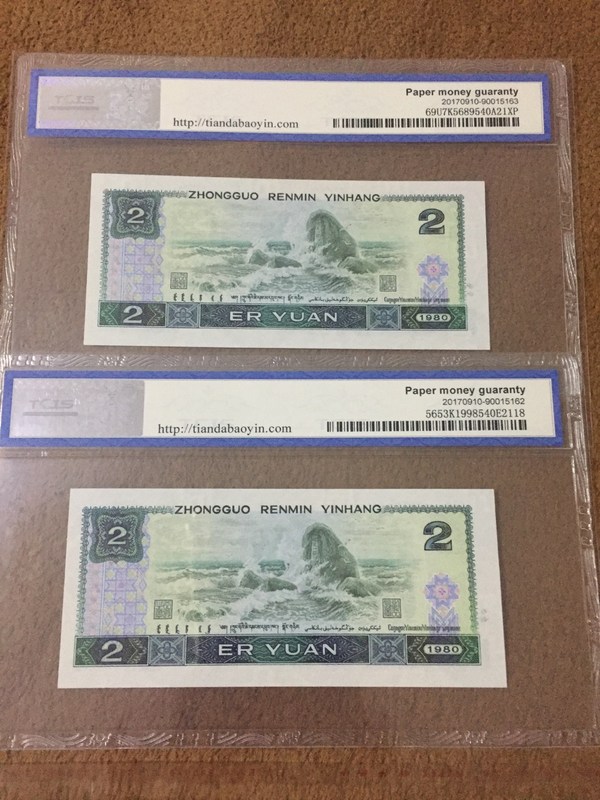 TCIS
Paper money guaranty
20170910-90015163
http://tiandabaoyin.com
69U7K5689540A21XP
ZHONGGUO RENMIN YINHANG
2 2
2 ER YUAN 1980
TCIS
Paper money guaranty
20170910-90015162
http://tiandabaoyin.com
5653K1998540E2118
ZHONGGUO RENMIN YINHANG
2 2
2 ER YUAN 1980